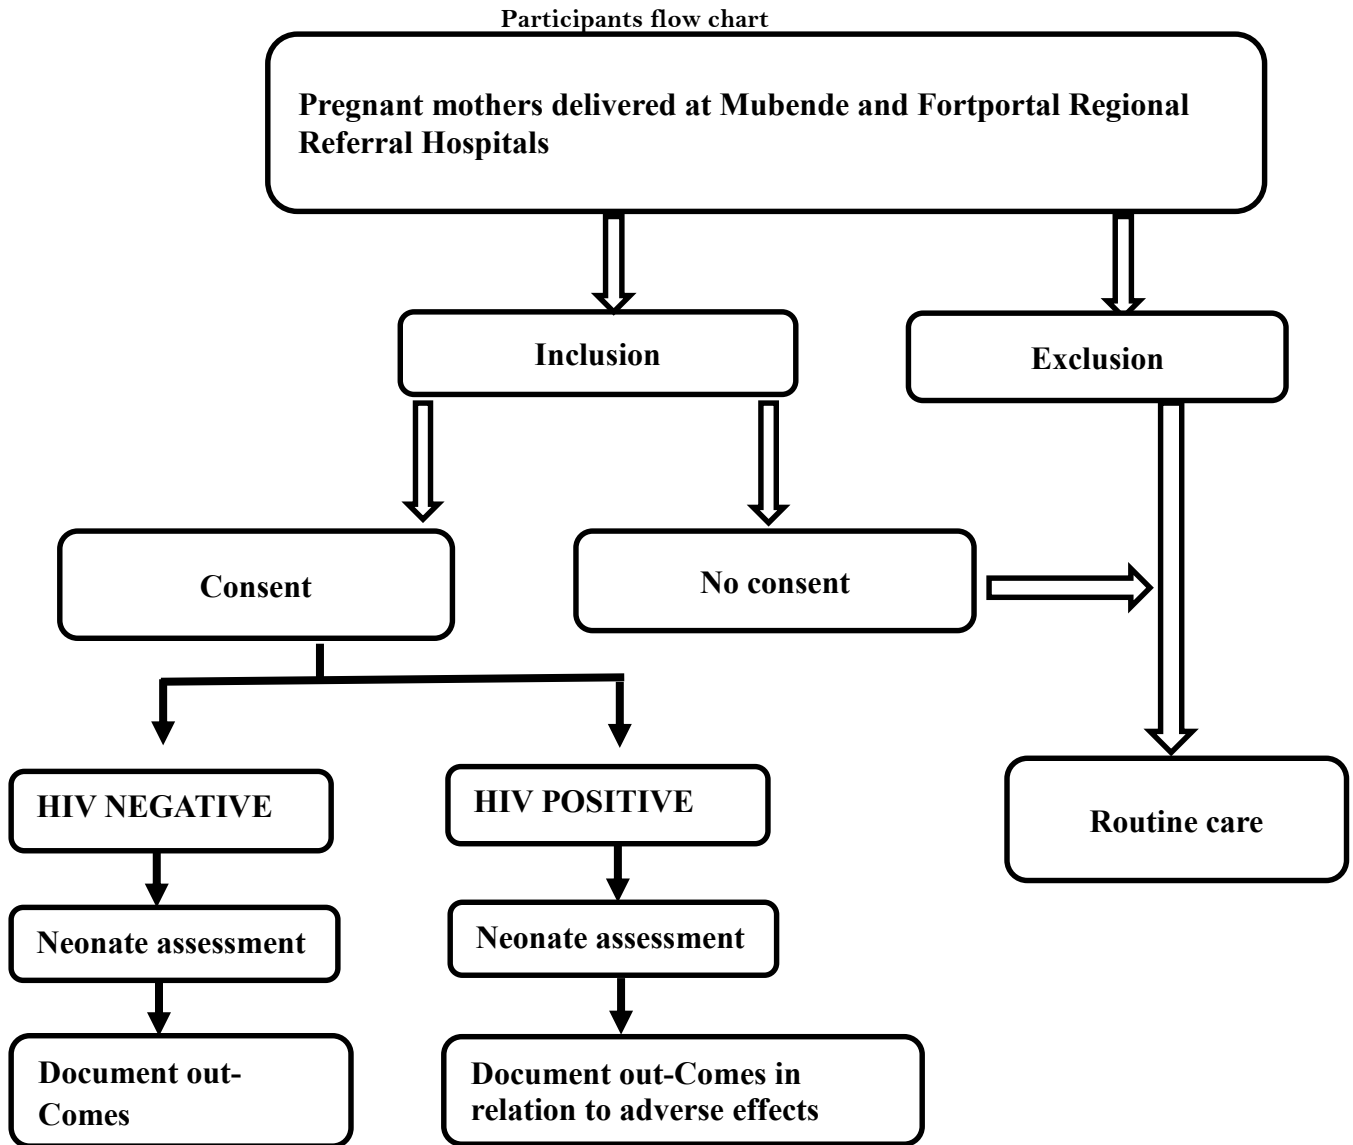 Participants flow chart
Pregnant mothers delivered at Mubende and Fortportal Regional
Referral Hospitals
Inclusion
Exclusion
Consent
No consent
HIV NEGATIVE
HIV POSITIVE
Routine care
Neonate assessment
Neonate assessment
Document out-
Comes
Document out-Comes in
relation to adverse effects